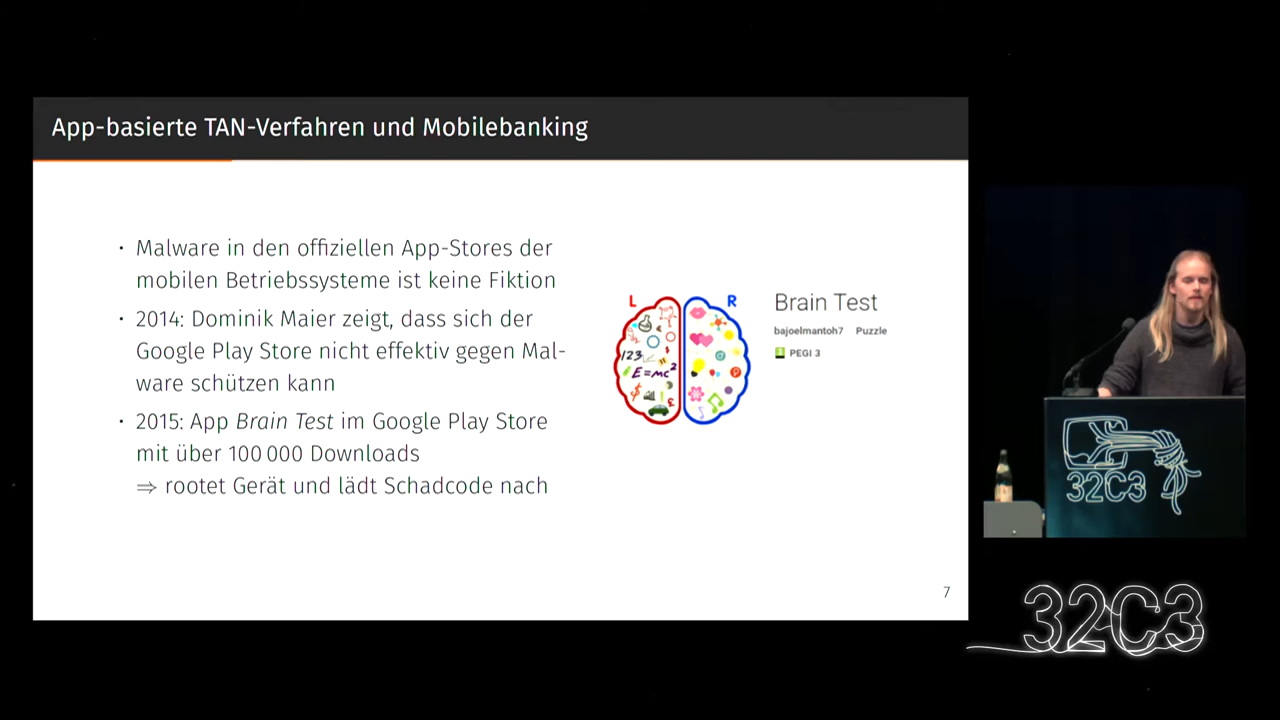 App-basierte TAN-Verfahren und Mobilebanking
• Malware in den offiziellen App-Stores der
mobilen Betriebssysteme ist keine Fiktion
• 2014: Dominik Maier zeigt, dass sich der
Google Play Store nicht effektiv gegen Mal-
ware schützen kann
• 2015: App Brain Test im Google Play Store
mit über 100 000 Downloads
⇒ rootet Gerät und lädt Schadcode nach
L
R
123
E=mc²
Brain Test
bajoelmantoh7 Puzzle
PEGI 3
7
32C3
32C3